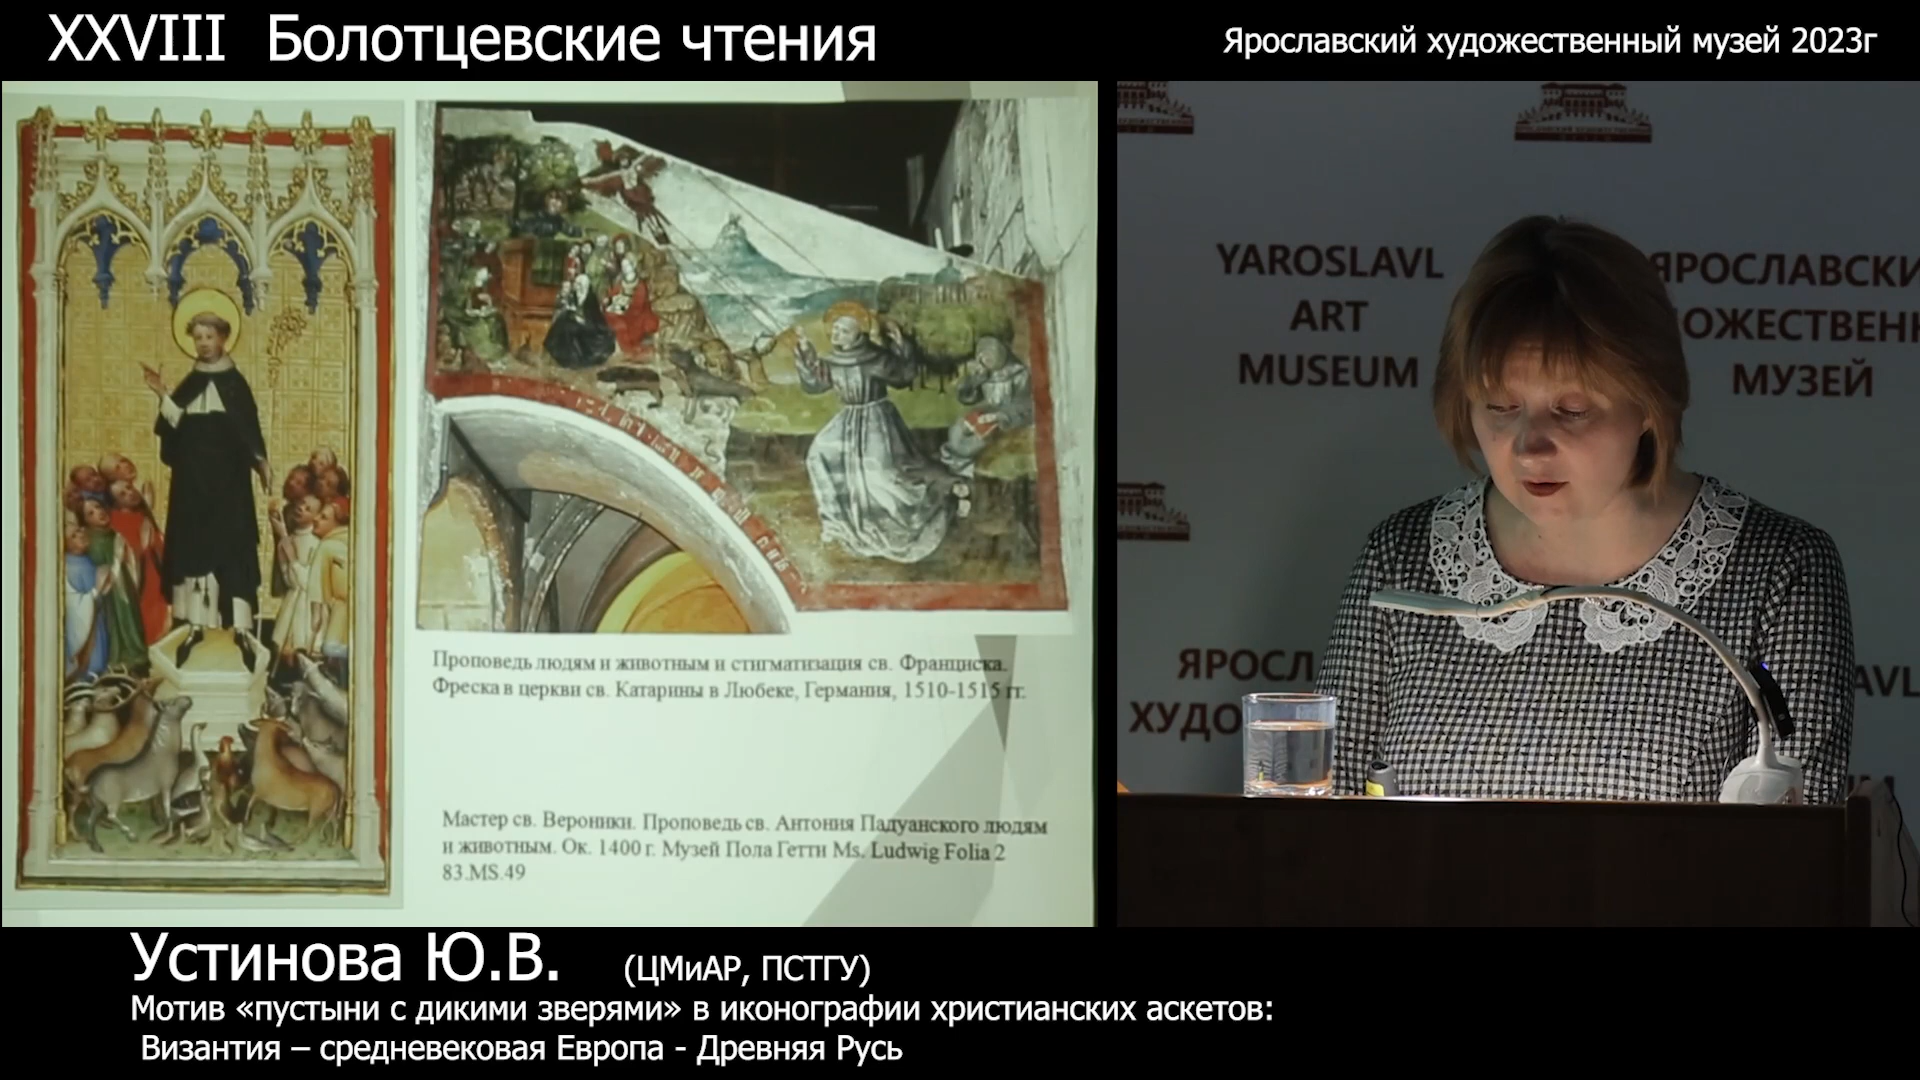 XXVIII Болотцевские чтения
Ярославский художественный музей 2023г
Проповедь людям и животным и стигматизация св. Франциска.
Фреска в церкви св. Катарины в Любеке, Германия, 1510-1515 гг.
Мастер св. Вероники. Проповедь св. Антония Падуанского людям
и животным. Ок. 1400 г. Музей Пола Гетти Ms. Ludwig Folia 2
83.MS.49
YAROSLAVL
ART
MUSEUM
ЯРОСЛАВСКИ
ОЖЕСТВЕНН
МУЗЕЙ
ЯРОСЛ
ХУДО
AVL
Устинова Ю.В. (ЦМиАР, ПСТГУ)
Мотив «пустыни с дикими зверями» в иконографии христианских аскетов:
Византия – средневековая Европа - Древняя Русь